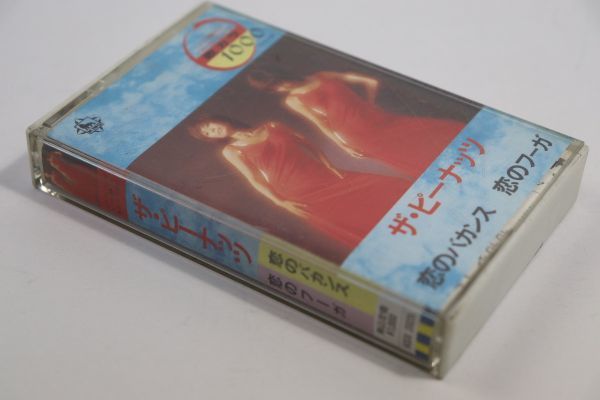 1000
ザ・ピーナッツ
恋のバカンス 恋のフーガ
ザ・ピーナッツ
恋のバカンス
恋のフーガ